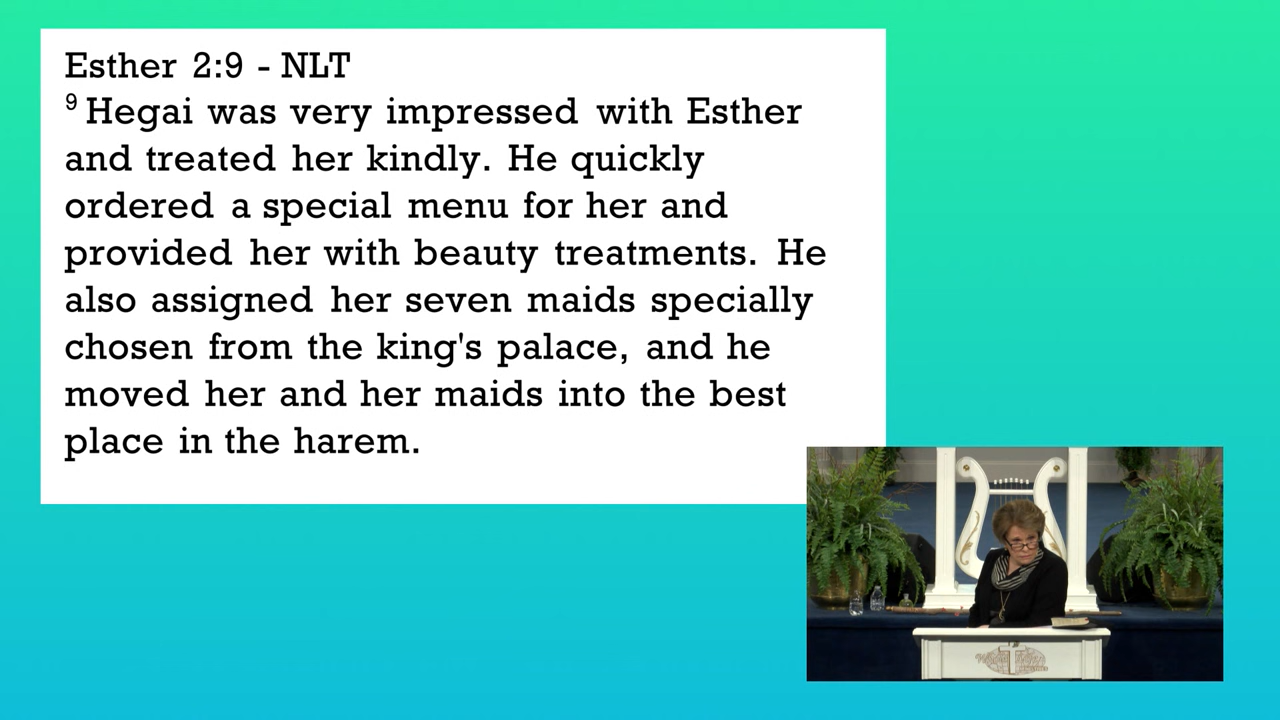 Esther 2:9 - NLT
9 Hegai was very impressed with Esther
and treated her kindly. He quickly
ordered a special menu for her and
provided her with beauty treatments. He
also assigned her seven maids specially
chosen from the king's palace, and he
moved her and her maids into the best
place in the harem.